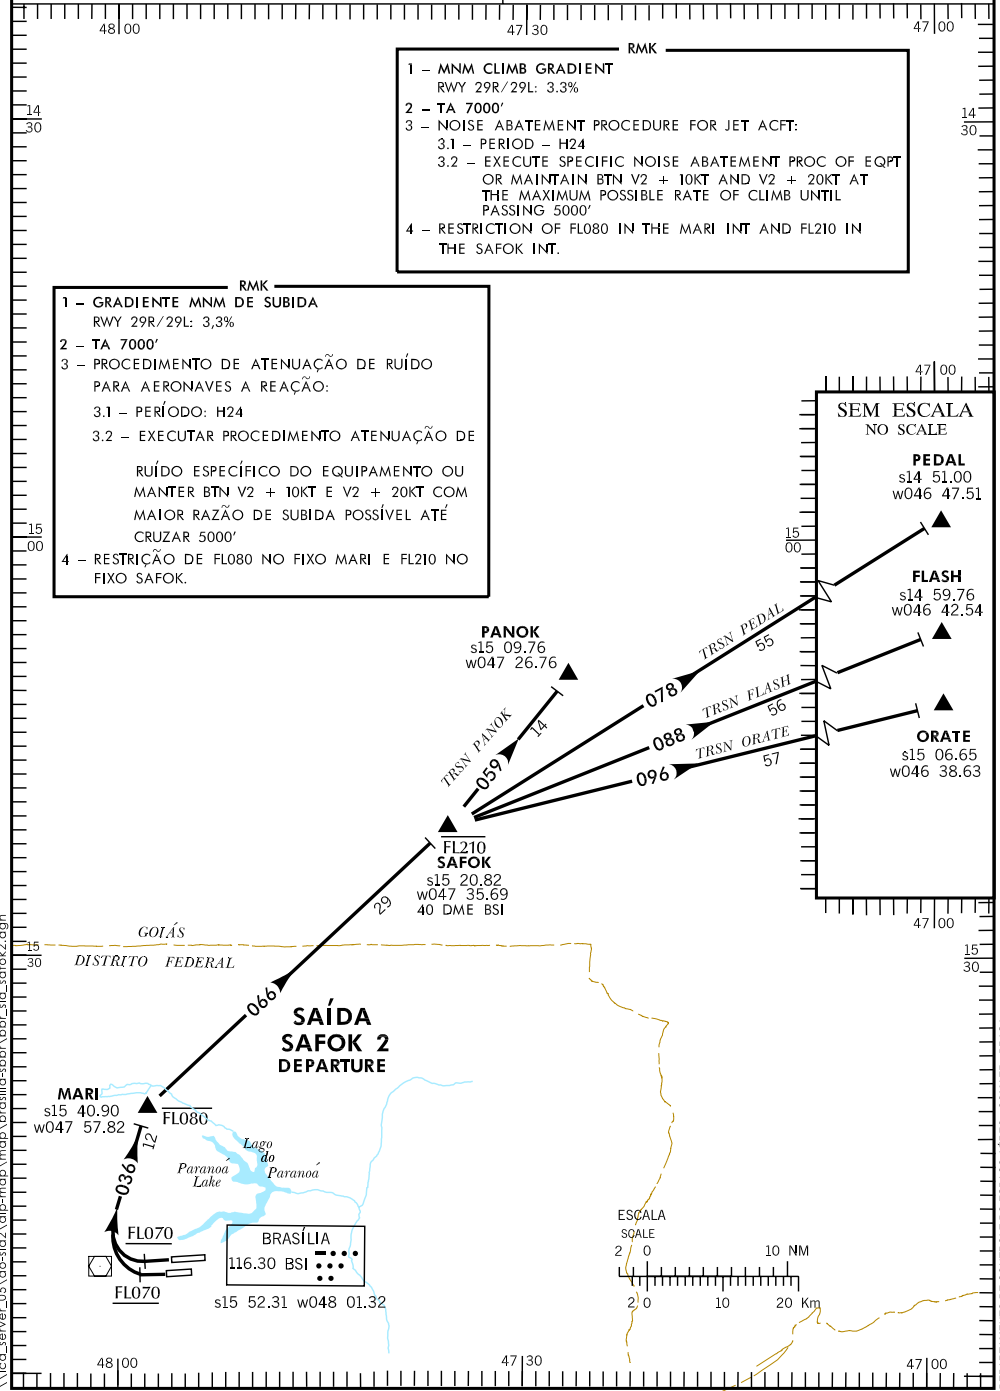 48 00
47 30
47 00
RMK
1 – MNM CLIMB GRADIENT
RWY 29R/29L: 3.3%
2 – TA 7000'
3 – NOISE ABATEMENT PROCEDURE FOR JET ACFT:
3.1 – PERIOD – H24
3.2 – EXECUTE SPECIFIC NOISE ABATEMENT PROC OF EQPT
OR MAINTAIN BTN V2 + 10KT AND V2 + 20KT AT
THE MAXIMUM POSSIBLE RATE OF CLIMB UNTIL
PASSING 5000'
4 – RESTRICTION OF FL080 IN THE MARI INT AND FL210 IN
THE SAFOK INT.
14
30
14
30
RMK
1 – GRADIENTE MNM DE SUBIDA
RWY 29R/29L: 3,3%
2 – TA 7000'
3 – PROCEDIMENTO DE ATENUAÇÃO DE RUÍDO
PARA AERONAVES A REAÇÃO:
3.1 – PERÍODO: H24
3.2 – EXECUTAR PROCEDIMENTO ATENUAÇÃO DE
RUÍDO ESPECÍFICO DO EQUIPAMENTO OU
MANTER BTN V2 + 10KT E V2 + 20KT COM
MAIOR RAZÃO DE SUBIDA POSSÍVEL ATÉ
CRUZAR 5000'
4 – RESTRIÇÃO DE FL080 NO FIXO MARI E FL210 NO
FIXO SAFOK.
15
00
47 00
SEM ESCALA
NO SCALE
PEDAL
s14 51.00
w046 47.51
15
00
FLASH
s14 59.76
w046 42.54
ORATE
s15 06.65
w046 38.63
47 00
PANOK
s15 09.76
w047 26.76
TRSN PEDAL
55
078
TRSN FLASH
56
088
TRSN ORATE
57
096
TRSN PANOK
14
059
FL210
SAFOK
s15 20.82
w047 35.69
40 DME BSI
29
066
GOIÁS
DISTRITO FEDERAL
15
30
15
30
SAÍDA
SAFOK 2
DEPARTURE
MARI
s15 40.90
w047 57.82
FL080
12
036
Lago
do
Paranoá
Paranoá
Lake
FL070
FL070
BRASÍLIA
116.30 BSI
s15 52.31 w048 01.32
ESCALA
SCALE
2 0 10 NM
2 0 10 20 Km
48 00
47 30
47 00